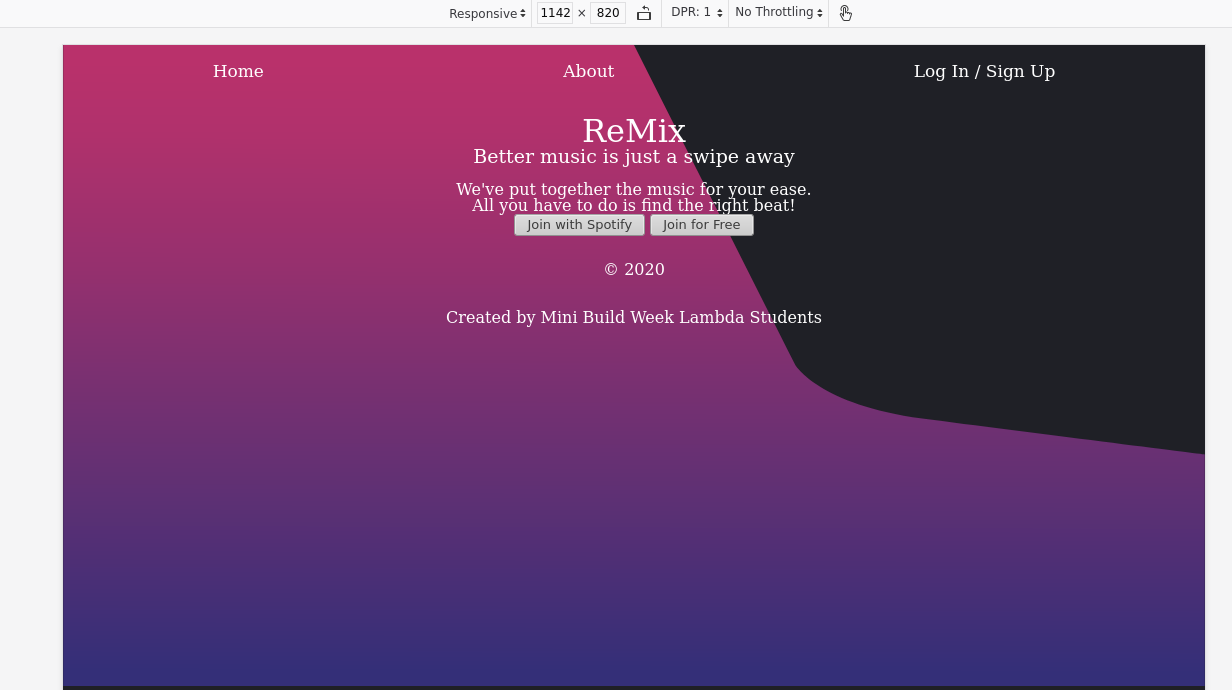 Responsive 1142 × 820 DPR: 1 No Throttling
Home About Log In / Sign Up
ReMix
Better music is just a swipe away
We've put together the music for your ease.
All you have to do is find the right beat!
Join with Spotify Join for Free
© 2020
Created by Mini Build Week Lambda Students